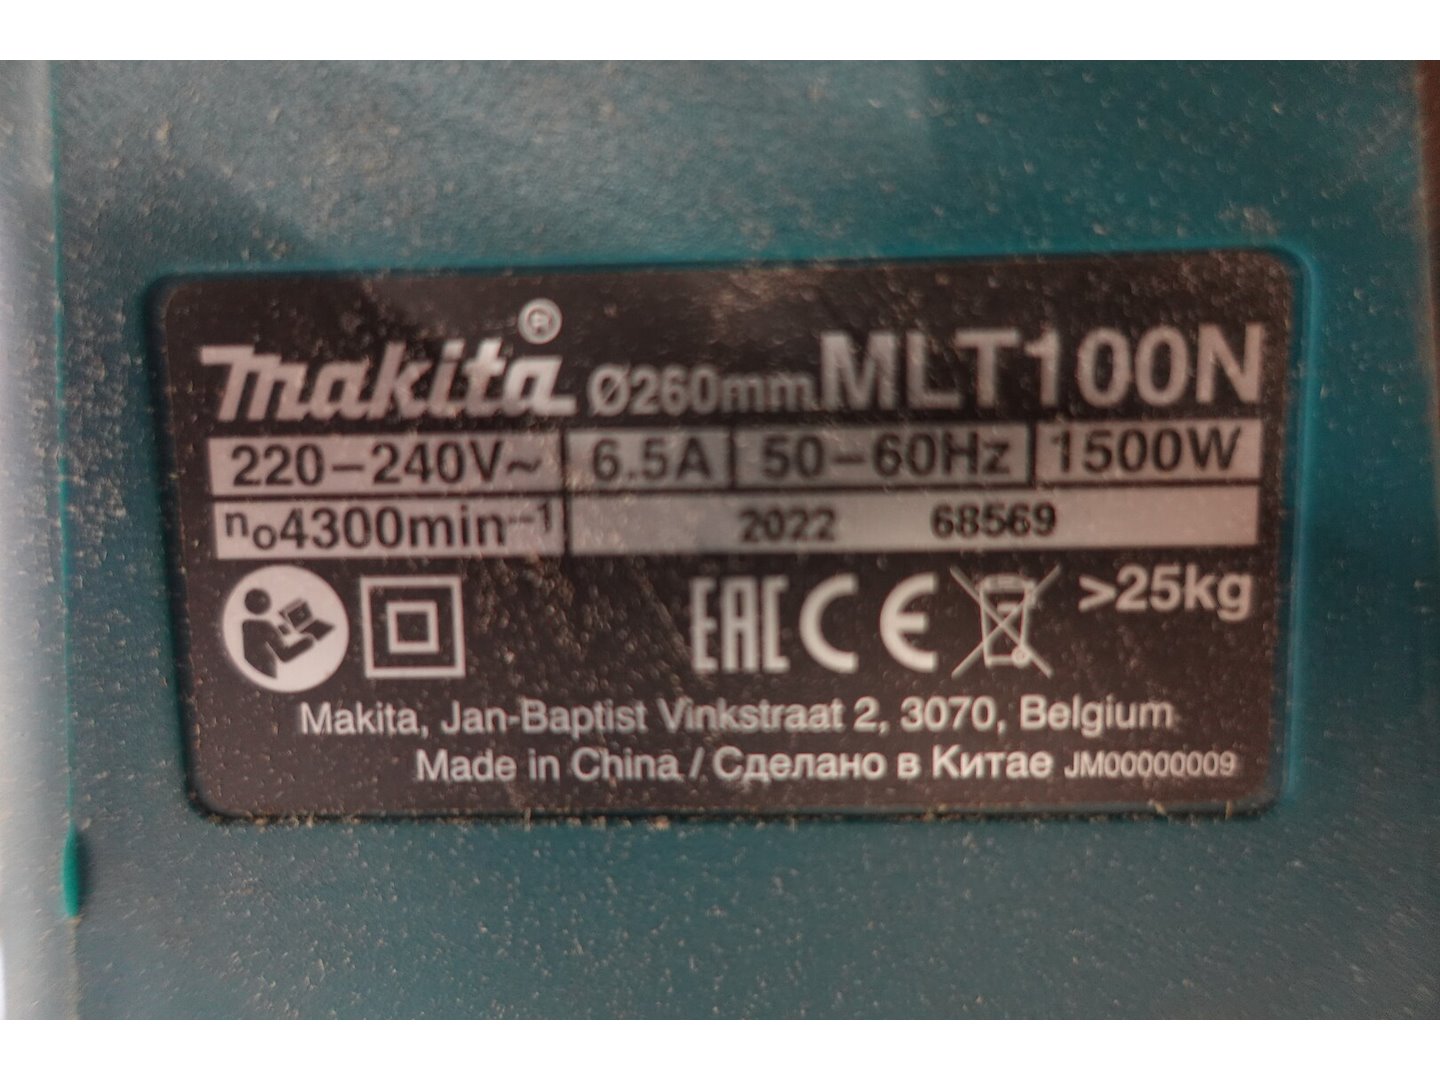 makita® Ø260mm MLT100N
220–240V~ 6.5A 50–60Hz 1500W
n₀4300min⁻¹ 2022 68569
EAC CE >25kg
Makita, Jan-Baptist Vinkstraat 2, 3070, Belgium
Made in China / Сделано в Китае JM00000009